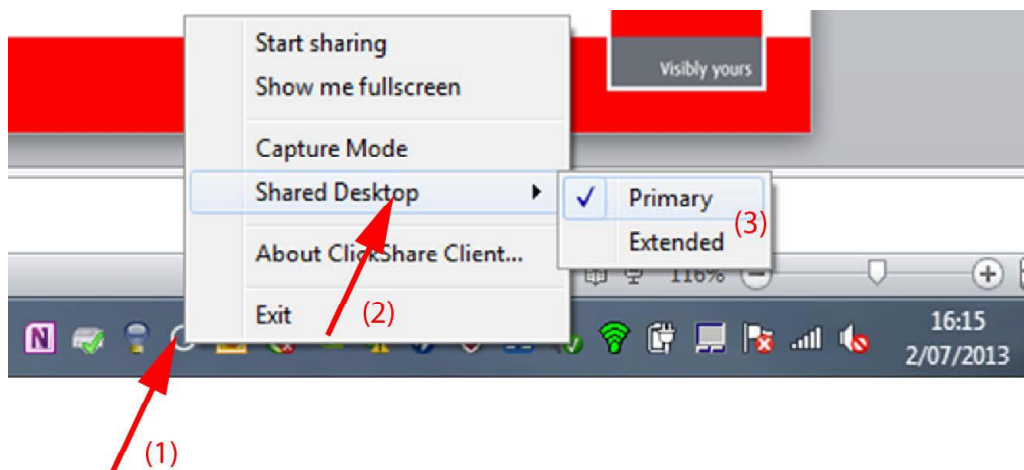 Start sharing
Show me fullscreen
Visibly yours
Capture Mode
Shared Desktop
Primary
(3)
Extended
About ClickShare Client...
116%
Exit
(2)
16:15
2/07/2013
(1)